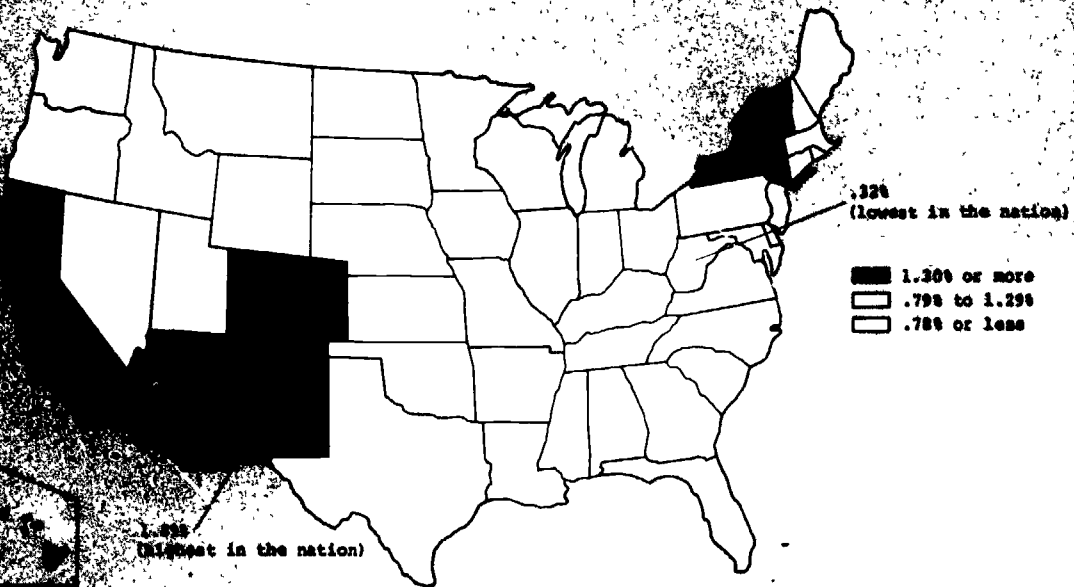 .32%
(lowest in the nation)
1.30% or more
.79% to 1.29%
.78% or less
(highest in the nation)